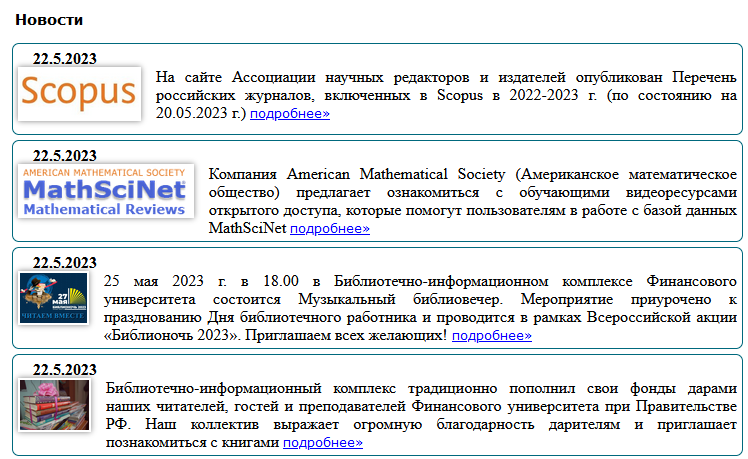 Новости
22.5.2023
Scopus
На сайте Ассоциации научных редакторов и издателей опубликован Перечень
российских журналов, включенных в Scopus в 2022-2023 г. (по состоянию на
20.05.2023 г.) подробнее»
22.5.2023
AMERICAN MATHEMATICAL SOCIETY
MathSciNet
Mathematical Reviews
Компания American Mathematical Society (Американское математическое
общество) предлагает ознакомиться с обучающими видеоресурсами
открытого доступа, которые помогут пользователям в работе с базой данных
MathSciNet подробнее»
22.5.2023
27
МАЯ
ЧИТАЕМ ВМЕСТЕ
25 мая 2023 г. в 18.00 в Библиотечно-информационном комплексе Финансового
университета состоится Музыкальный библиовечер. Мероприятие приурочено к
празднованию Дня библиотечного работника и проводится в рамках Всероссийской акции
«Библионочь 2023». Приглашаем всех желающих! подробнее»
22.5.2023
Библиотечно-информационный комплекс традиционно пополнил свои фонды дарами
наших читателей, гостей и преподавателей Финансового университета при Правительстве
РФ. Наш коллектив выражает огромную благодарность дарителям и приглашает
познакомиться с книгами подробнее»